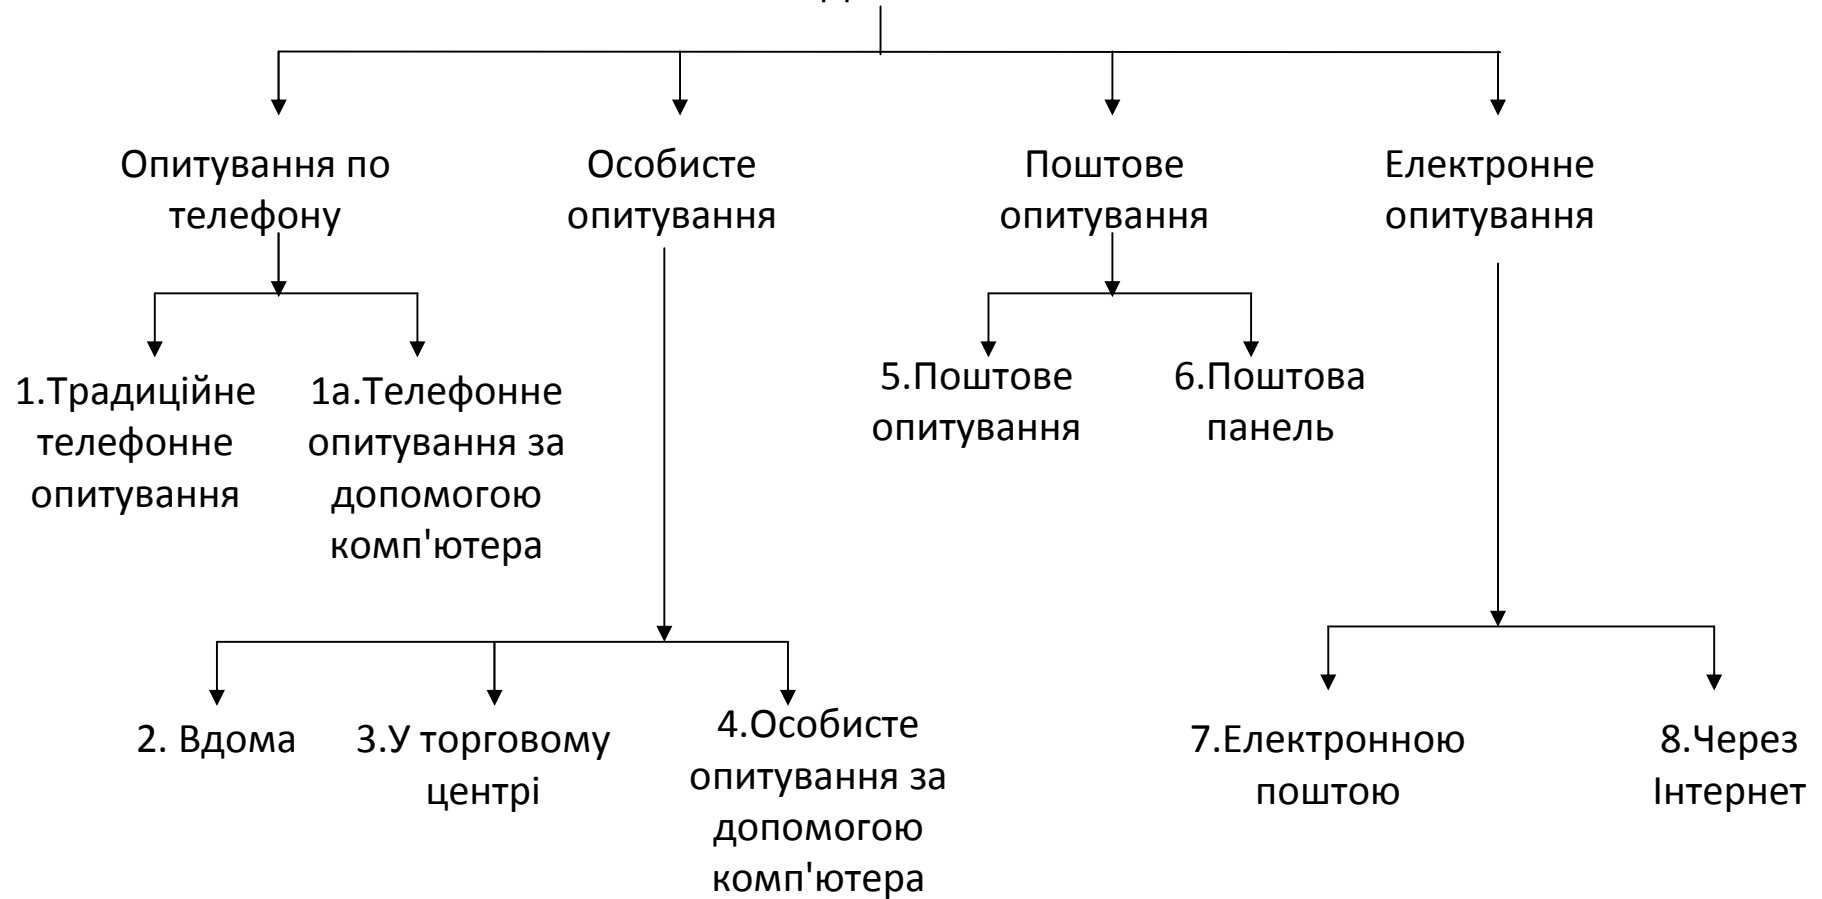 Опитування по
телефону
Особисте
опитування
Поштове
опитування
Електронне
опитування
1.Традиційне
телефонне
опитування
1а.Телефонне
опитування за
допомогою
комп'ютера
5.Поштове
опитування
6.Поштова
панель
2. Вдома
3.У торговому
центрі
4.Особисте
опитування за
допомогою
комп'ютера
7.Електронною
поштою
8.Через
Інтернет